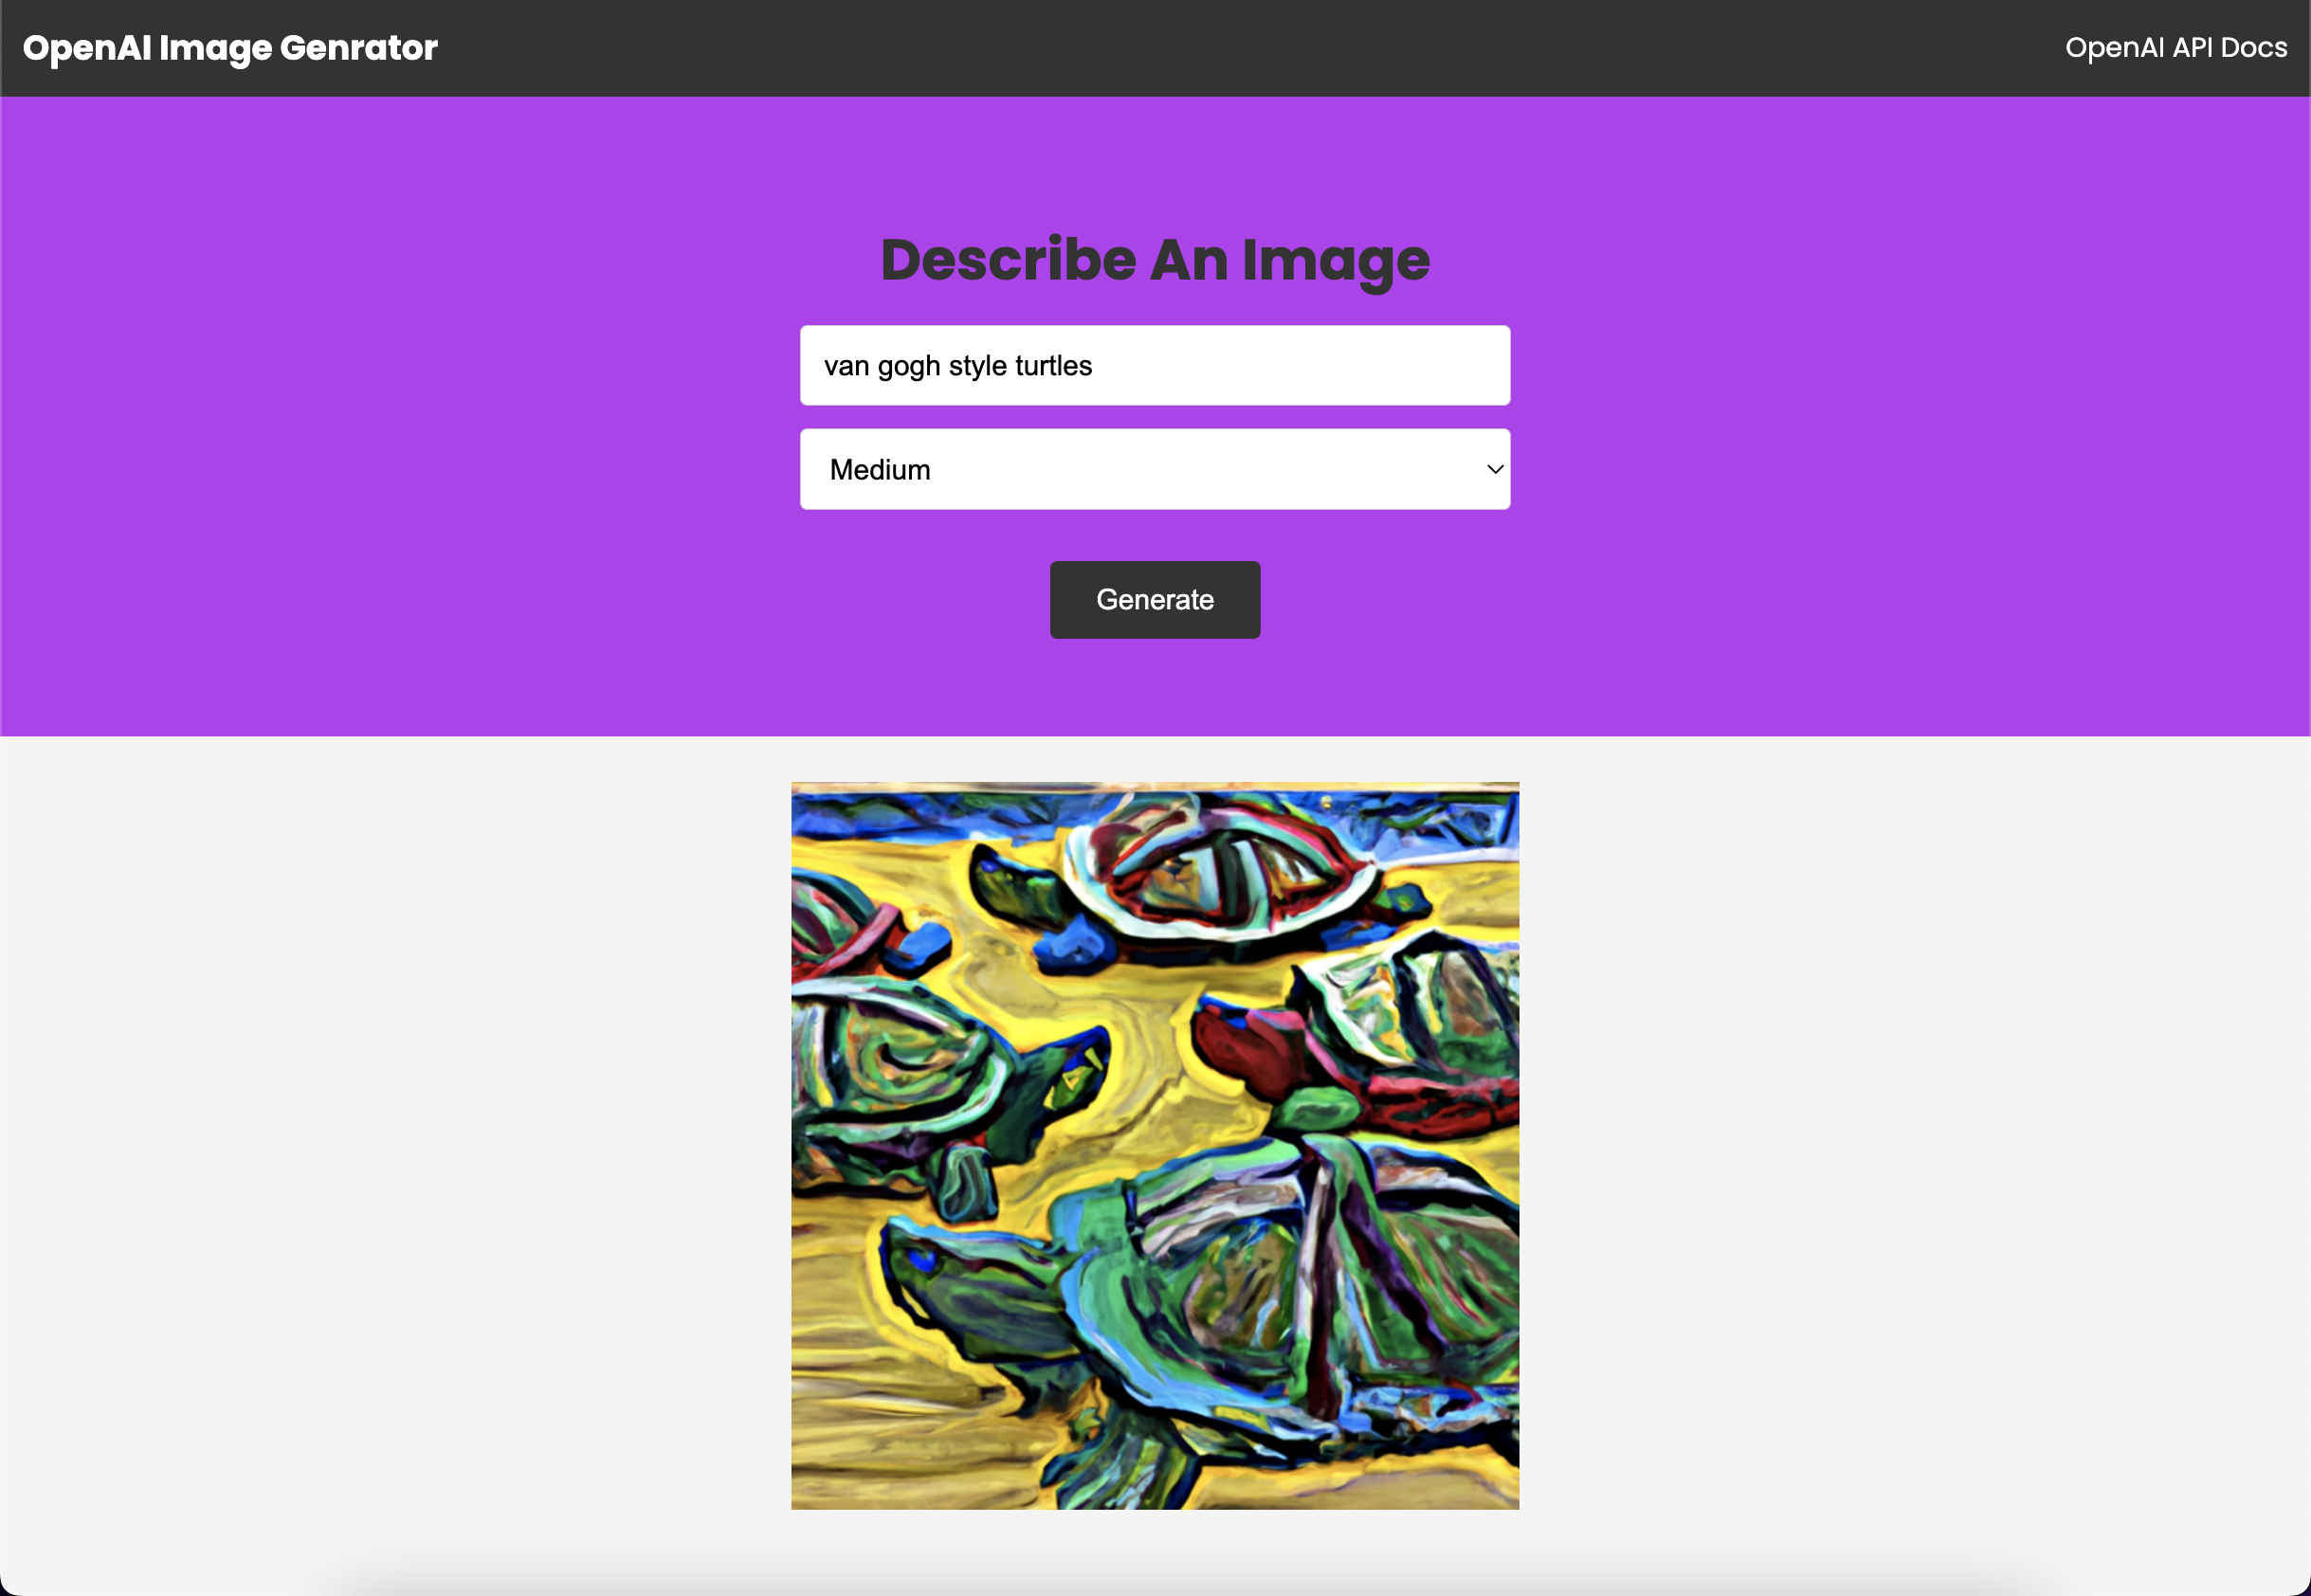 OpenAI Image Genrator
OpenAI API Docs
Describe An Image
van gogh style turtles
Medium
Generate